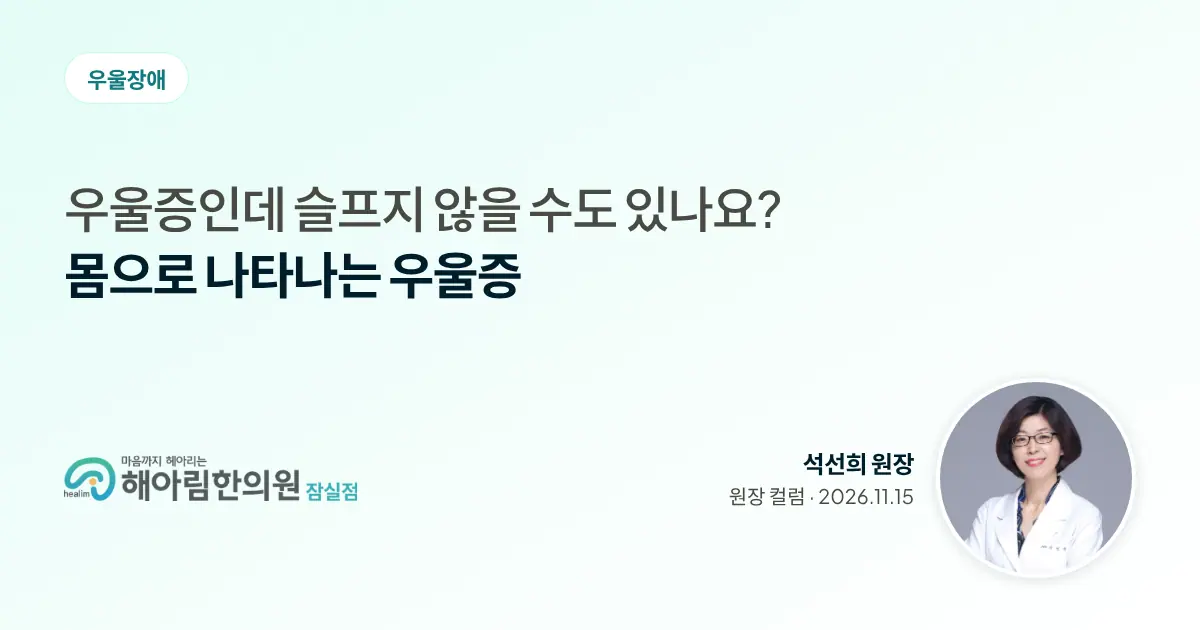 우울장애
우울증인데 슬프지 않을 수도 있나요?
몸으로 나타나는 우울증
마음까지 헤아리는
healim
해아림한의원 잠실점
석선희 원장
원장 컬럼 · 2026.11.15